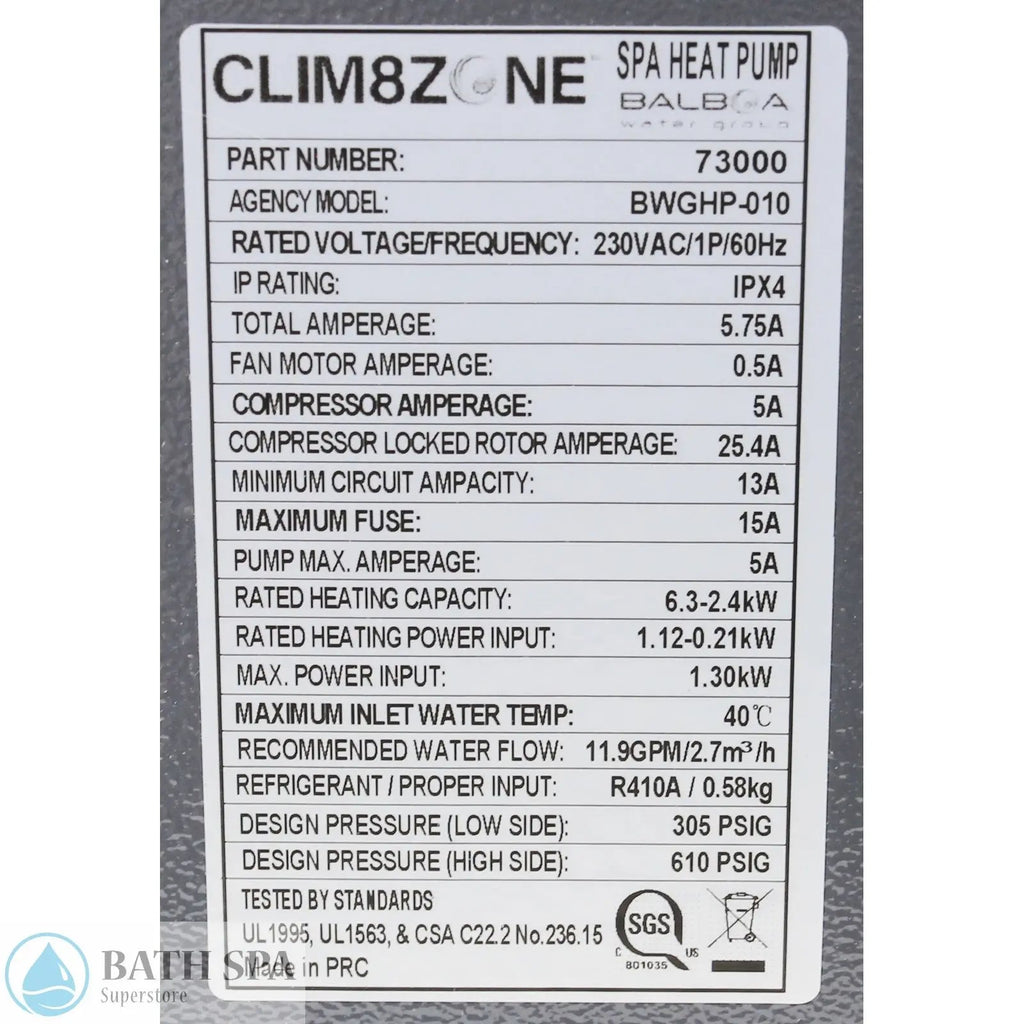 CLIM8ZONE SPA HEAT PUMP
BALBOA
water group
PART NUMBER: 73000
AGENCY MODEL: BWGHP-010
RATED VOLTAGE/FREQUENCY: 230VAC/1P/60Hz
IP RATING: IPX4
TOTAL AMPERAGE: 5.75A
FAN MOTOR AMPERAGE: 0.5A
COMPRESSOR AMPERAGE: 5A
COMPRESSOR LOCKED ROTOR AMPERAGE: 25.4A
MINIMUM CIRCUIT AMPACITY: 13A
MAXIMUM FUSE: 15A
PUMP MAX. AMPERAGE: 5A
RATED HEATING CAPACITY: 6.3-2.4kW
RATED HEATING POWER INPUT: 1.12-0.21kW
MAX. POWER INPUT: 1.30kW
MAXIMUM INLET WATER TEMP: 40℃
RECOMMENDED WATER FLOW: 11.9GPM/2.7m³/h
REFRIGERANT / PROPER INPUT: R410A / 0.58kg
DESIGN PRESSURE (LOW SIDE): 305 PSIG
DESIGN PRESSURE (HIGH SIDE): 610 PSIG
TESTED BY STANDARDS
UL1995, UL1563, & CSA C22.2 No.236.15
Made in PRC
SGS
C US
801035
BATH SPA
Superstore